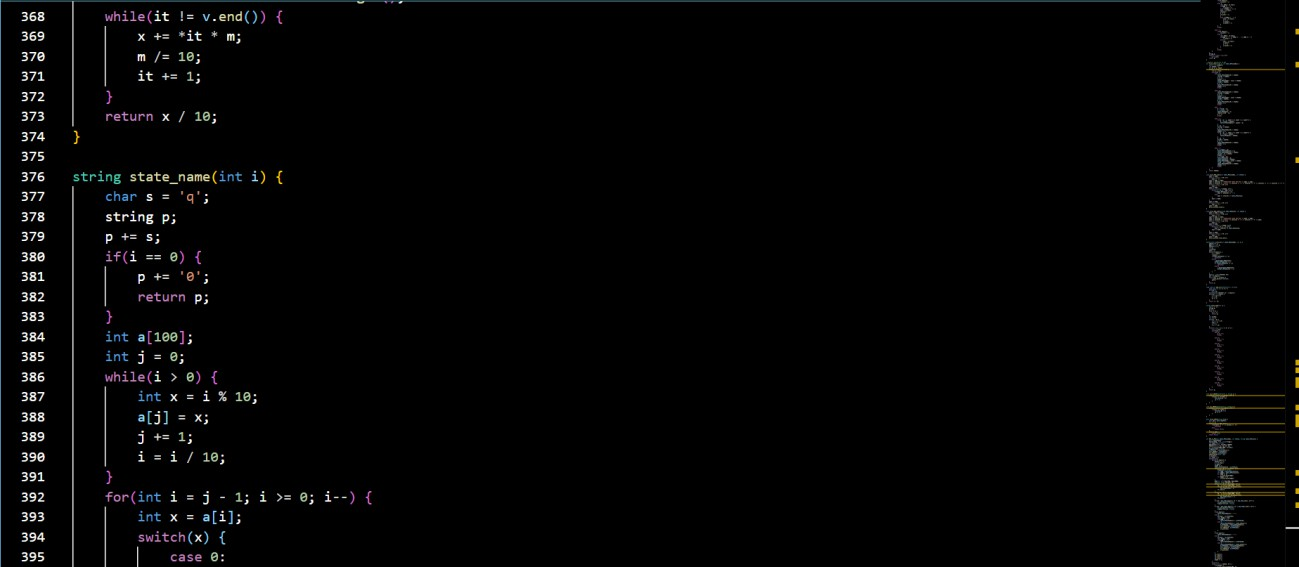 368 while(it != v.end()) {
369 x += *it * m;
370 m /= 10;
371 it += 1;
372 }
373 return x / 10;
374 }
375
376 string state_name(int i) {
377 char s = 'q';
378 string p;
379 p += s;
380 if(i == 0) {
381 p += '0';
382 return p;
383 }
384 int a[100];
385 int j = 0;
386 while(i > 0) {
387 int x = i % 10;
388 a[j] = x;
389 j += 1;
390 i = i / 10;
391 }
392 for(int i = j - 1; i >= 0; i--) {
393 int x = a[i];
394 switch(x) {
395 case 0: